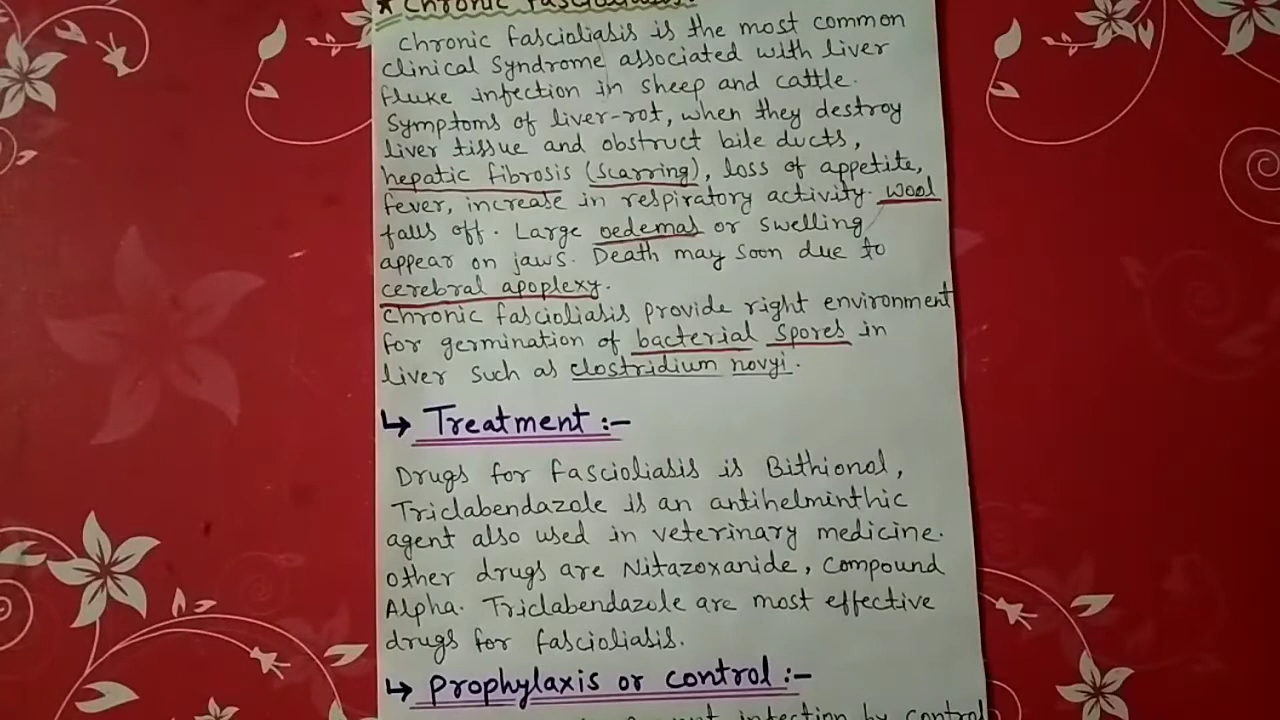 * Chronic fascioliasis:
Chronic fascioliasis is the most common
clinical syndrome associated with liver
fluke infection in sheep and cattle.
Symptoms of liver-rot, when they destroy
liver tissue and obstruct bile ducts,
hepatic fibrosis (scarring), loss of appetite,
fever, increase in respiratory activity. wool
falls off. Large oedemas or swelling
appear on jaws. Death may soon due to
cerebral apoplexy.
Chronic fascioliasis provide right environment
for germination of bacterial spores in
liver such as clostridium novyi.
↳ Treatment :-
Drugs for fascioliasis is Bithionol,
Triclabendazole is an antihelminthic
agent also used in veterinary medicine.
Other drugs are Nitazoxanide, Compound
Alpha. Triclabendazole are most effective
drugs for fascioliasis.
↳ Prophylaxis or control :-
infection by control